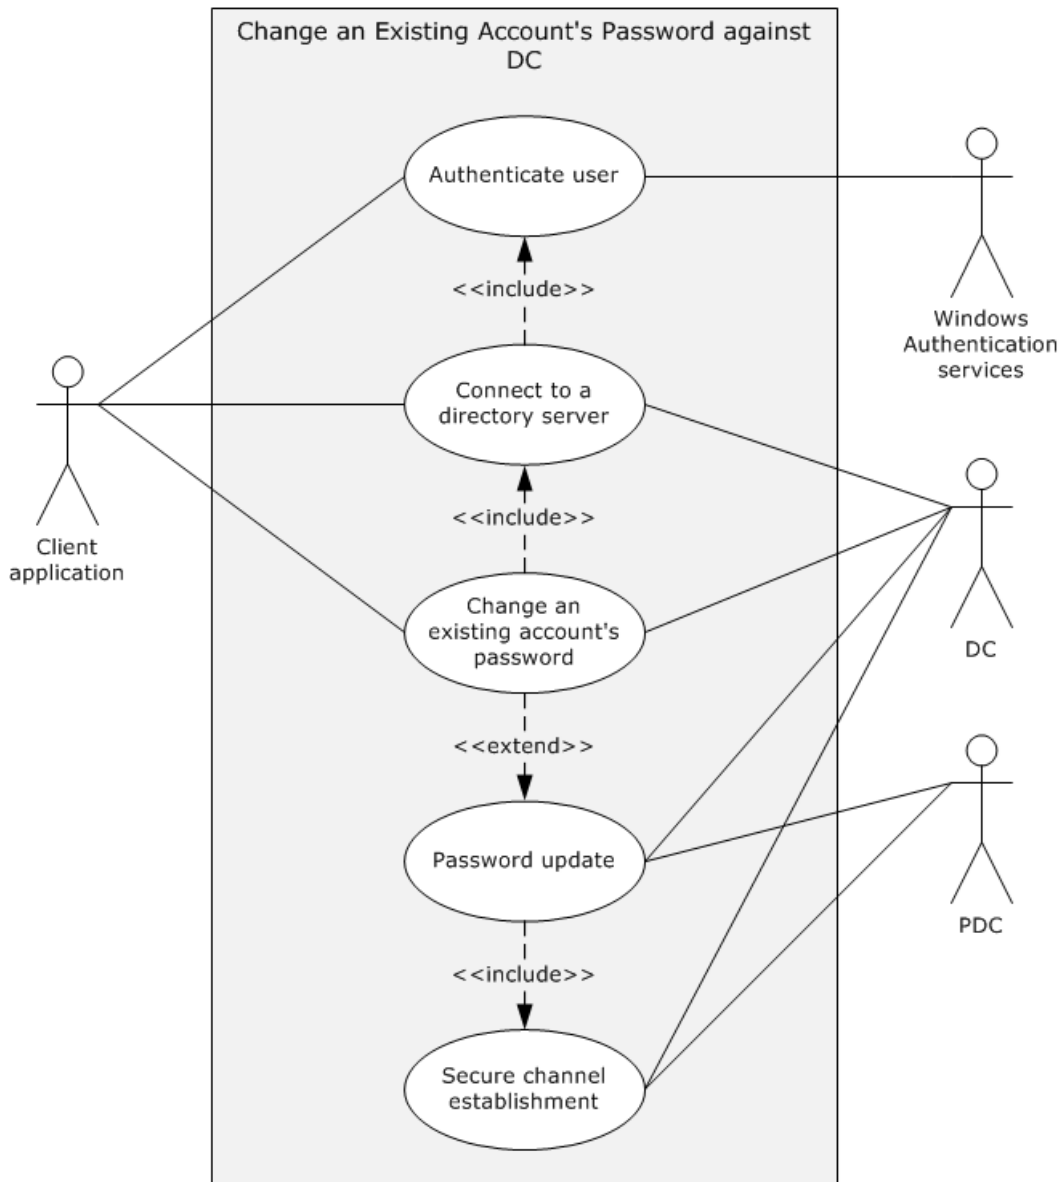 Change an Existing Account's Password against
DC
Authenticate user
<<include>>
Windows
Authentication
services
Connect to a
directory server
<<include>>
Client
application
Change an
existing account's
password
DC
<<extend>>
Password update
PDC
<<include>>
Secure channel
establishment